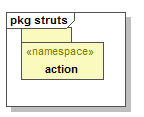 pkg struts
«namespace»
action